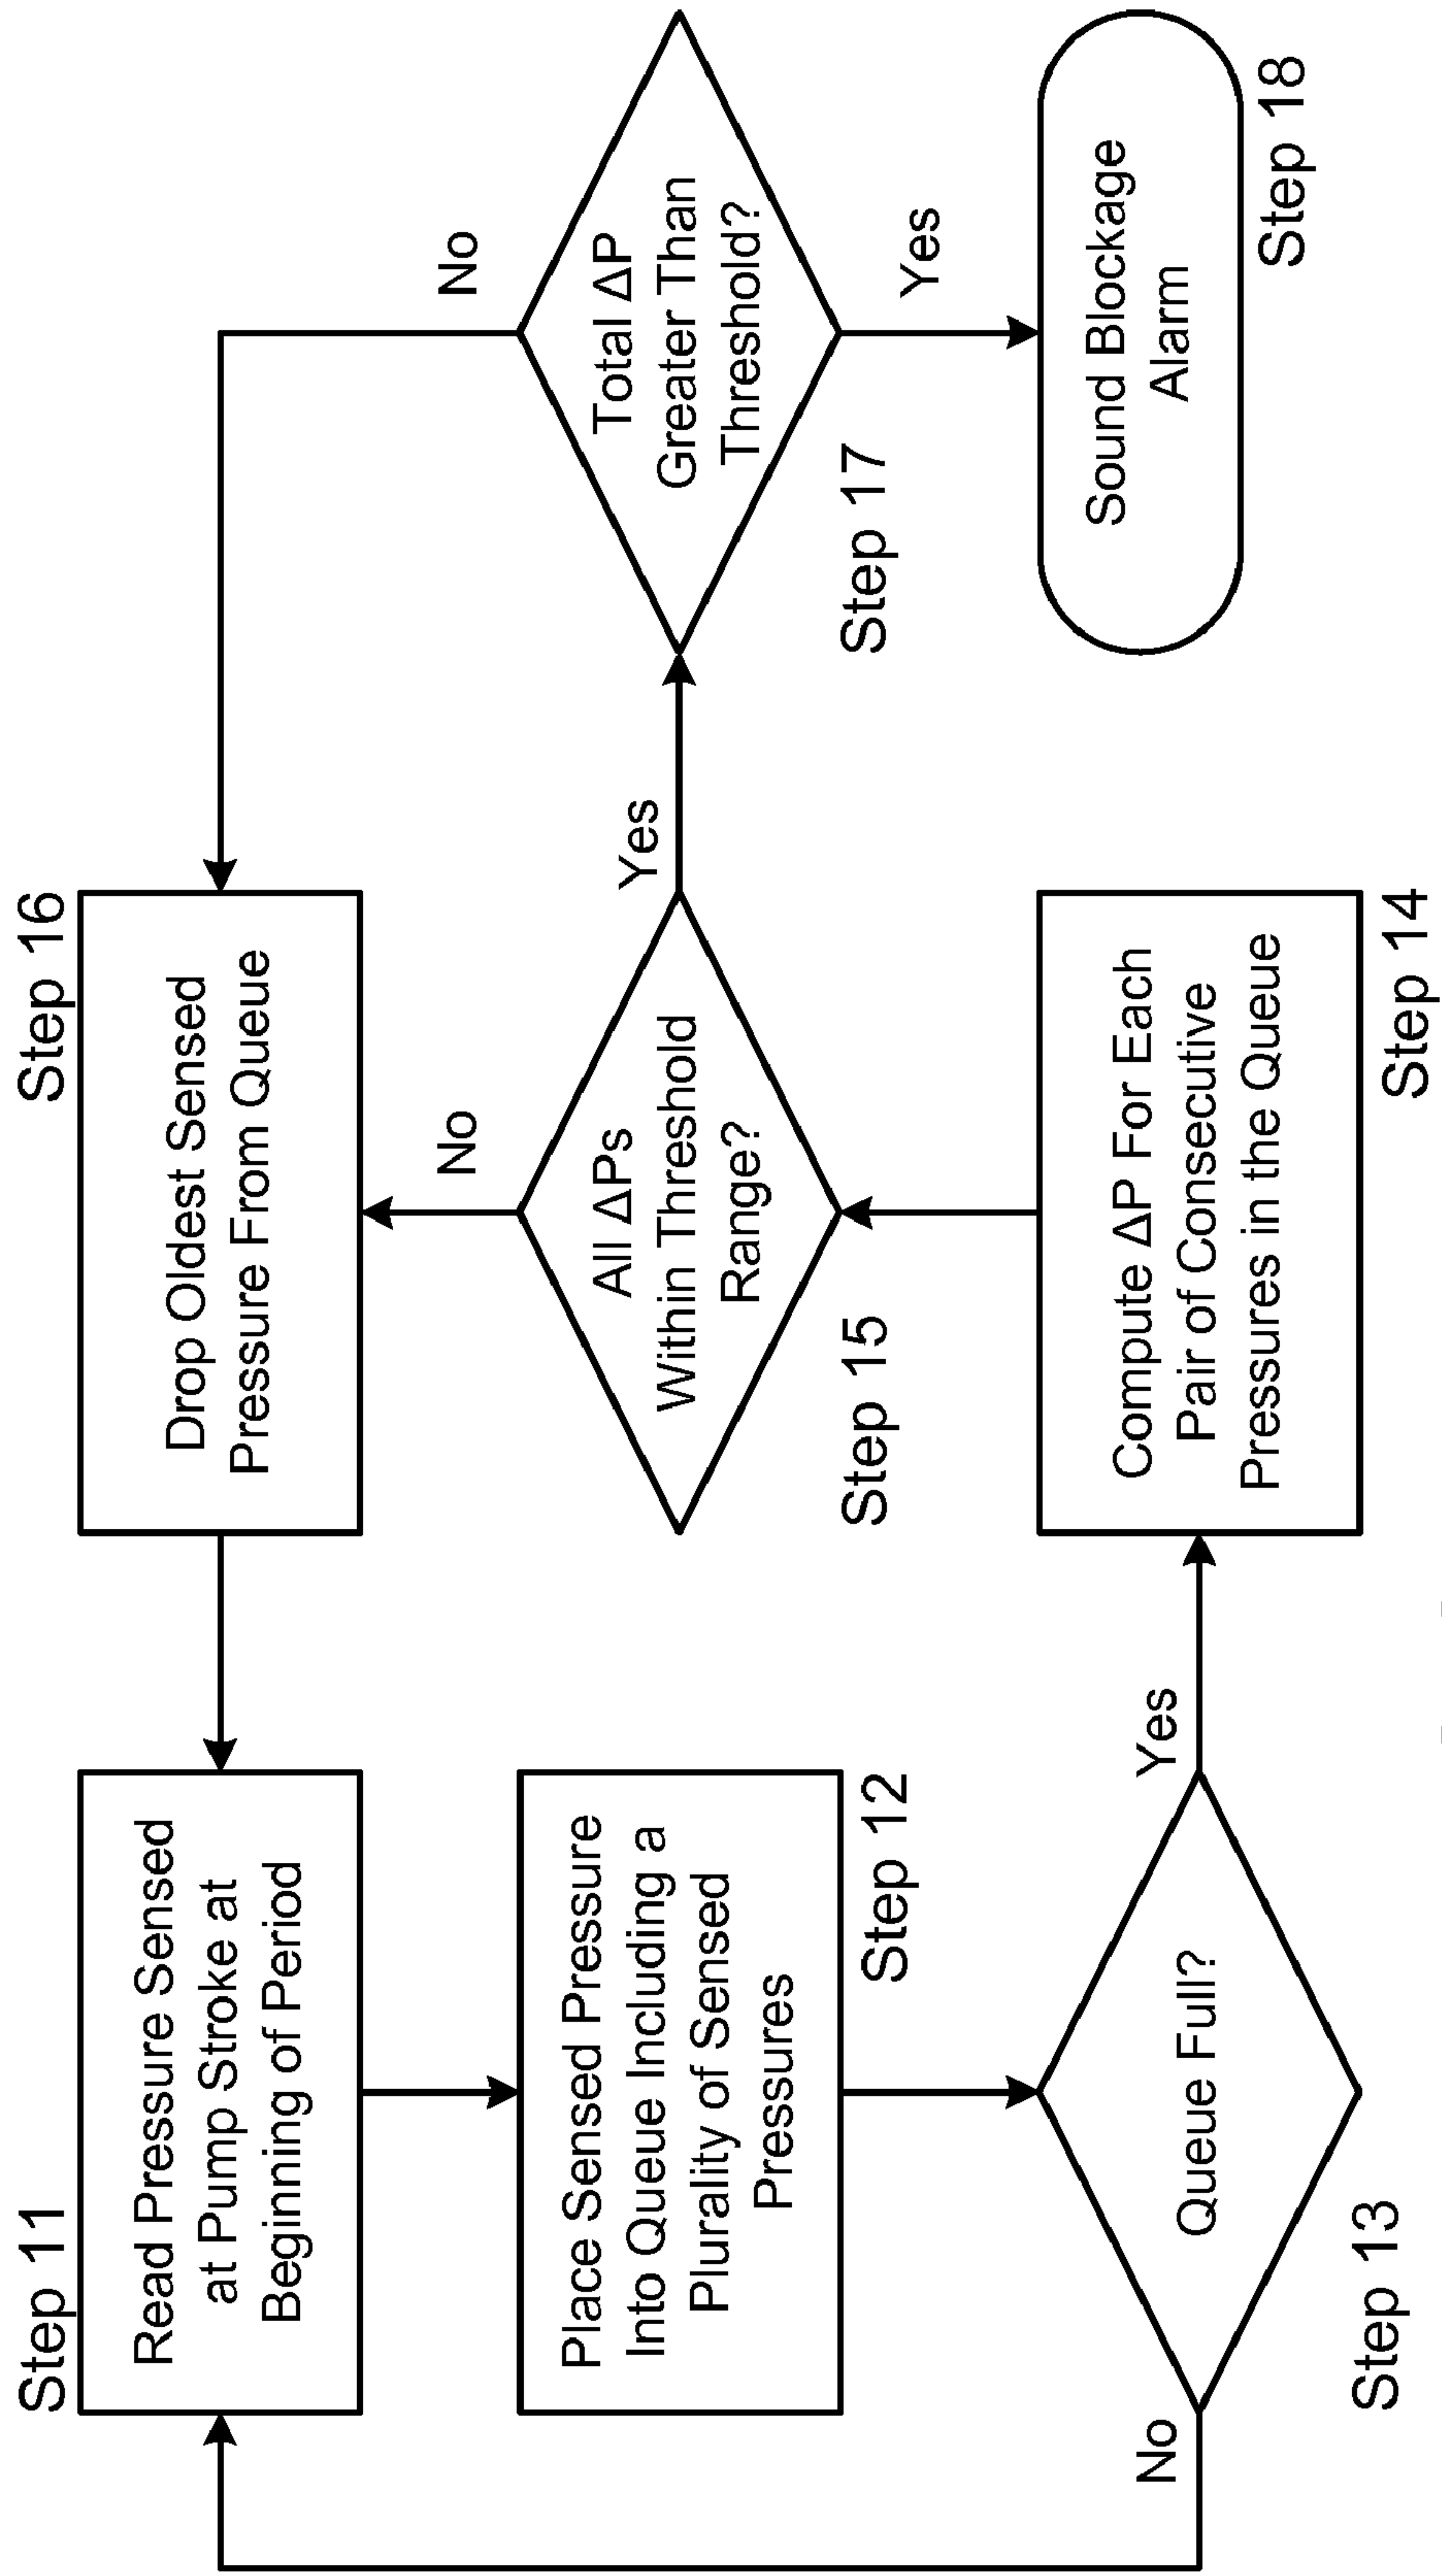 Step 11
Read Pressure Sensed
at Pump Stroke at
Beginning of Period
Step 12
Place Sensed Pressure
Into Queue Including a
Plurality of Sensed
Pressures
Step 13
Queue Full?
No
Yes
Step 14
Compute ΔP For Each
Pair of Consecutive
Pressures in the Queue
Step 15
All ΔPs
Within Threshold
Range?
No
Yes
Step 16
Drop Oldest Sensed
Pressure From Queue
Step 17
Total ΔP
Greater Than
Threshold?
No
Yes
Step 18
Sound Blockage
Alarm